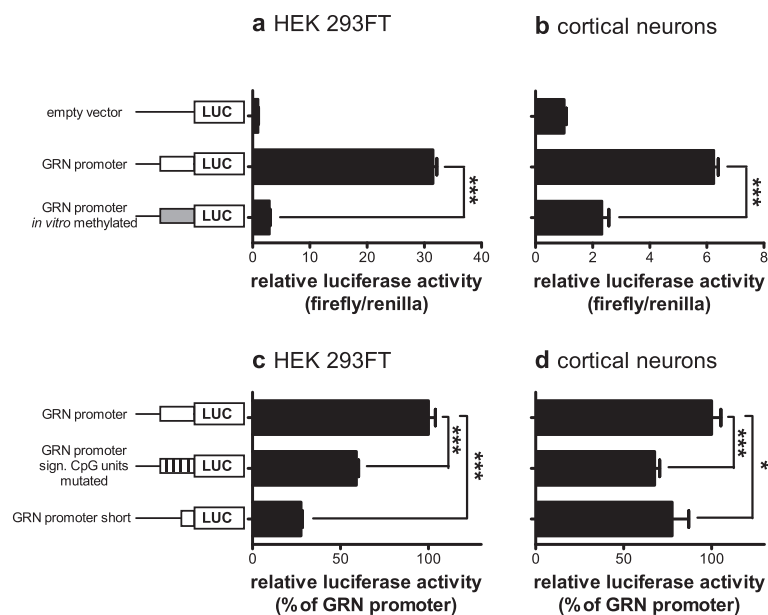 a HEK 293FT
b cortical neurons
empty vector
LUC
GRN promoter
LUC
GRN promoter
in vitro methylated
LUC
***
***
0 10 20 30 40
0 2 4 6 8
relative luciferase activity
(firefly/renilla)
relative luciferase activity
(firefly/renilla)
c HEK 293FT
d cortical neurons
GRN promoter
LUC
GRN promoter
sign. CpG units
mutated
LUC
GRN promoter short
LUC
***
***
***
*
0 50 100
0 50 100
relative luciferase activity
(% of GRN promoter)
relative luciferase activity
(% of GRN promoter)